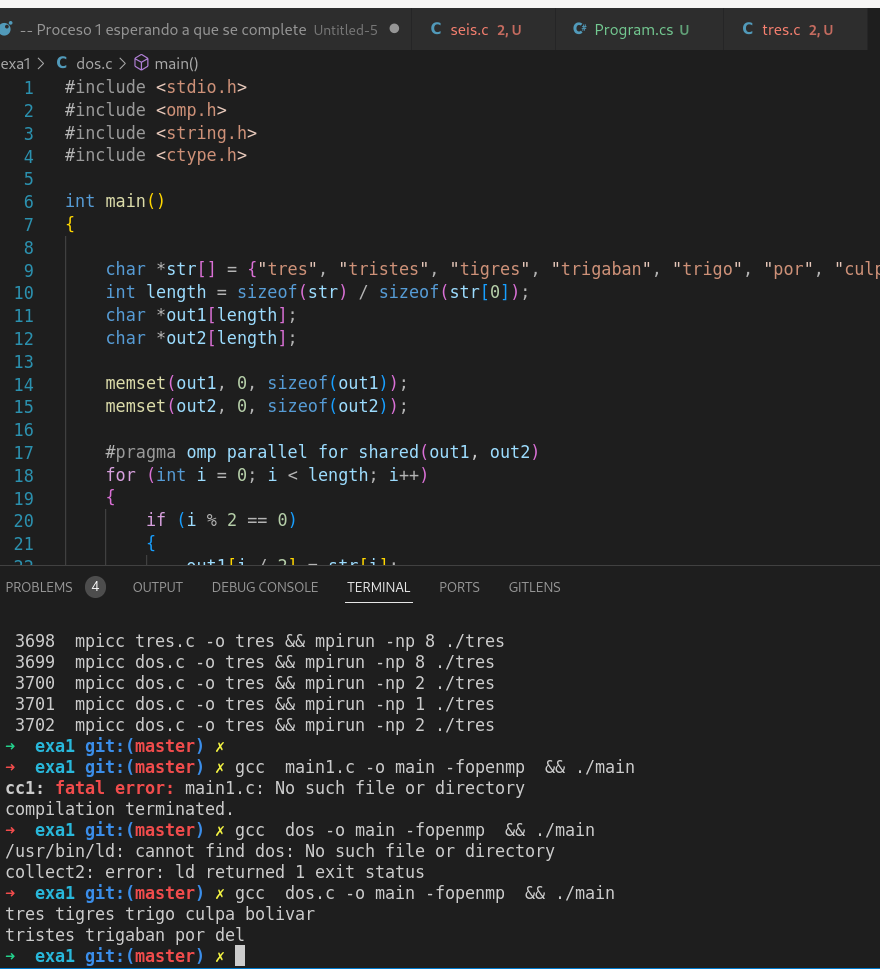 -- Proceso 1 esperando a que se complete Untitled-5 ● C seis.c 2, U C# Program.cs U C tres.c 2, U
exa1 > C dos.c > main()
1 #include <stdio.h>
2 #include <omp.h>
3 #include <string.h>
4 #include <ctype.h>
5
6 int main()
7 {
8
9 char *str[] = {"tres", "tristes", "tigres", "trigaban", "trigo", "por", "culp
10 int length = sizeof(str) / sizeof(str[0]);
11 char *out1[length];
12 char *out2[length];
13
14 memset(out1, 0, sizeof(out1));
15 memset(out2, 0, sizeof(out2));
16
17 #pragma omp parallel for shared(out1, out2)
18 for (int i = 0; i < length; i++)
19 {
20 if (i % 2 == 0)
21 {
22 out1[i / 2] = str[i];
PROBLEMS 4 OUTPUT DEBUG CONSOLE TERMINAL PORTS GITLENS
3698 mpicc tres.c -o tres && mpirun -np 8 ./tres
3699 mpicc dos.c -o tres && mpirun -np 8 ./tres
3700 mpicc dos.c -o tres && mpirun -np 2 ./tres
3701 mpicc dos.c -o tres && mpirun -np 1 ./tres
3702 mpicc dos.c -o tres && mpirun -np 2 ./tres
➜ exa1 git:(master) ✗
➜ exa1 git:(master) ✗ gcc main1.c -o main -fopenmp && ./main
cc1: fatal error: main1.c: No such file or directory
compilation terminated.
➜ exa1 git:(master) ✗ gcc dos -o main -fopenmp && ./main
/usr/bin/ld: cannot find dos: No such file or directory
collect2: error: ld returned 1 exit status
➜ exa1 git:(master) ✗ gcc dos.c -o main -fopenmp && ./main
tres tigres trigo culpa bolivar
tristes trigaban por del
➜ exa1 git:(master) ✗